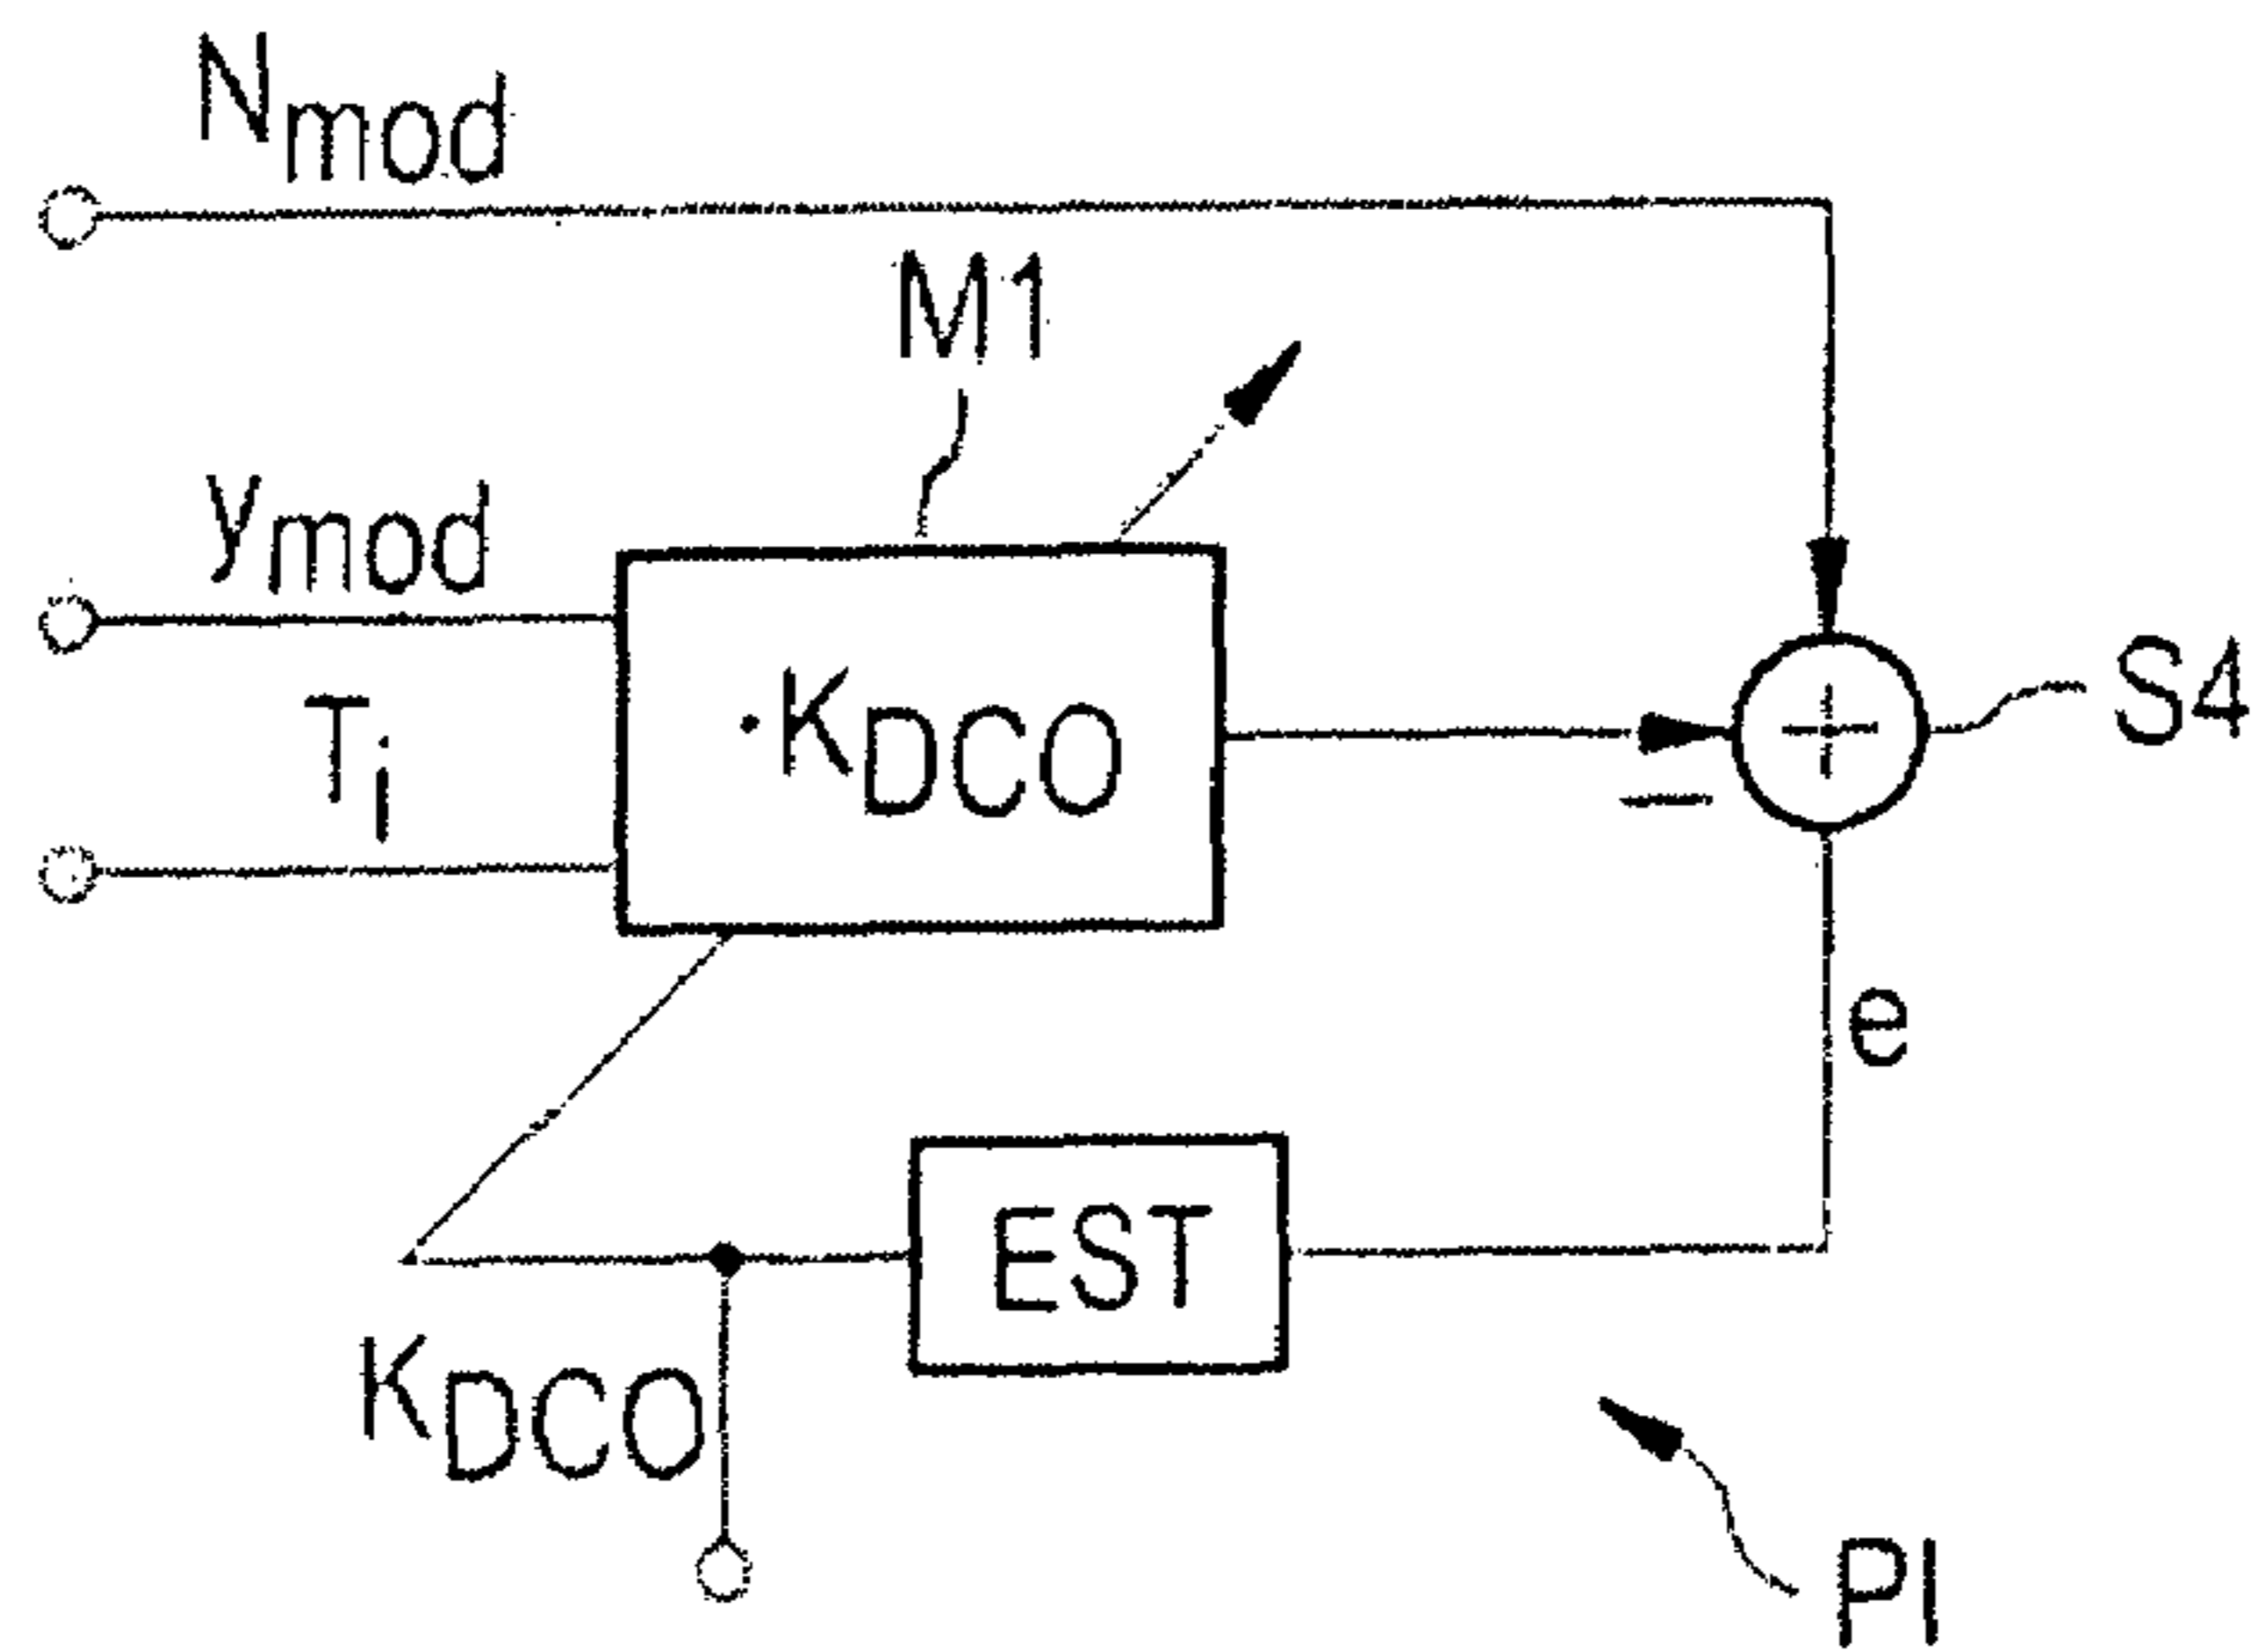 Nmod
M1
ymod
Ti
·KDCO
S4
–
e
EST
KDCO
PI